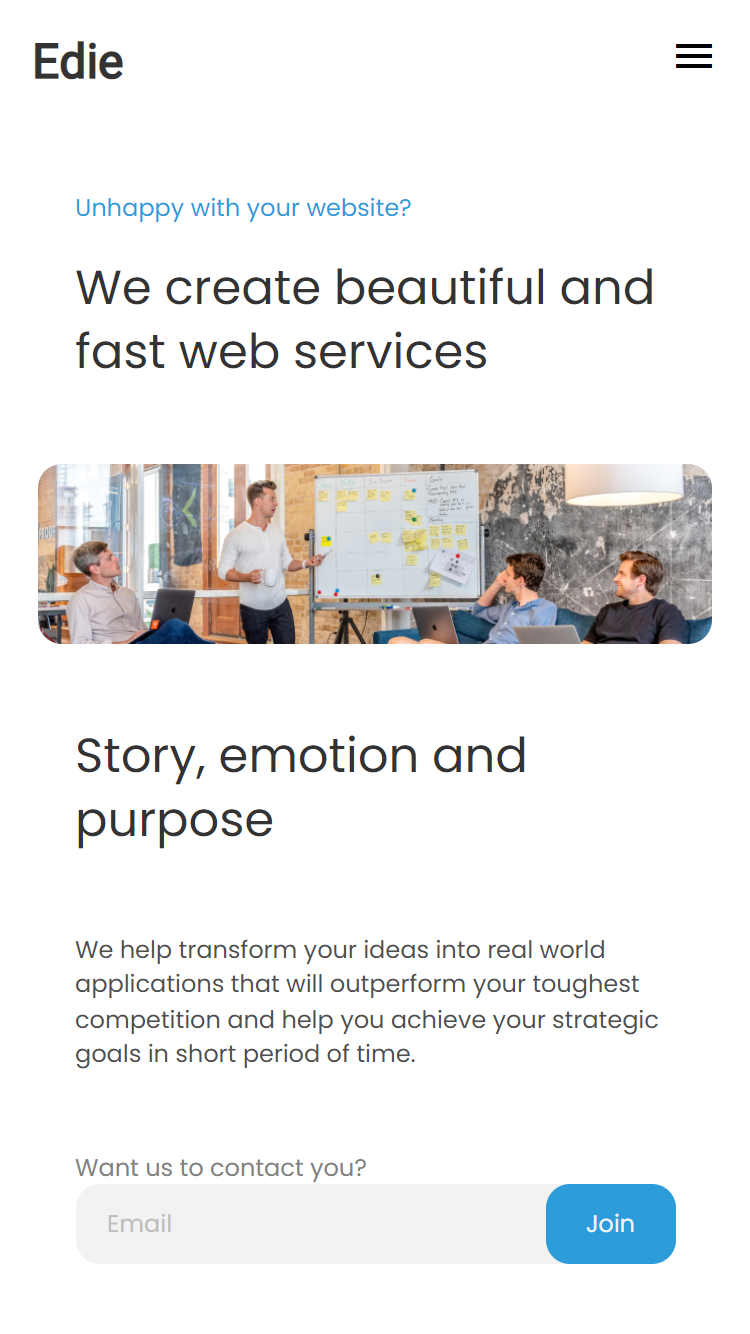 Edie
Unhappy with your website?
We create beautiful and
fast web services
Goals
Story, emotion and
purpose
We help transform your ideas into real world
applications that will outperform your toughest
competition and help you achieve your strategic
goals in short period of time.
Want us to contact you?
Email
Join